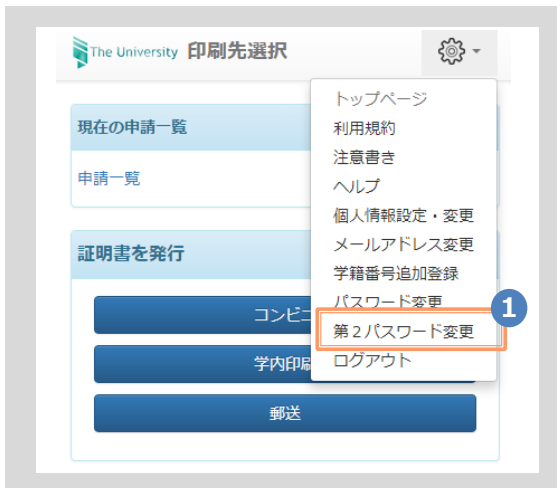 The University 印刷先選択
トップページ
現在の申請一覧
利用規約
注意書き
申請一覧
ヘルプ
個人情報設定・変更
メールアドレス変更
証明書を発行
学籍番号追加登録
パスワード変更
1
コンビニ
第2パスワード変更
学内印刷
ログアウト
郵送